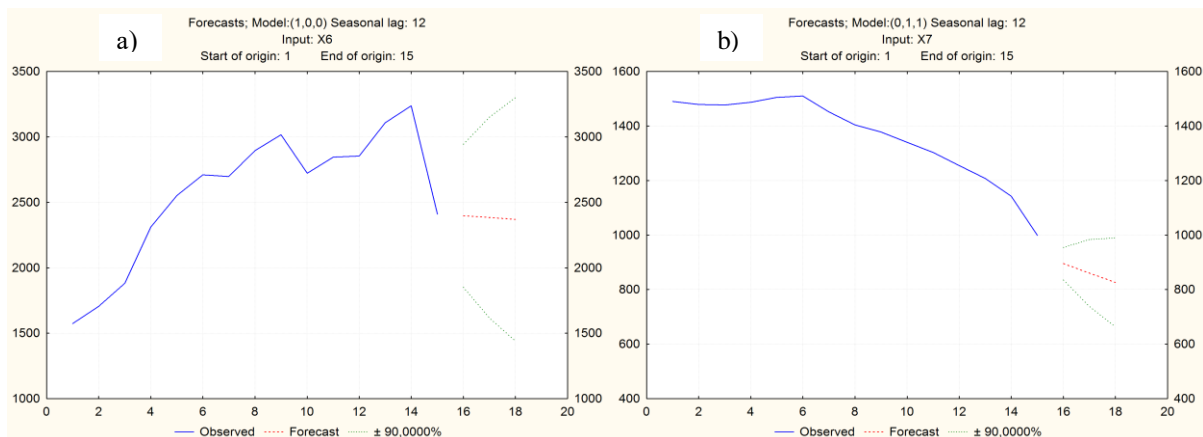 a)
Forecasts; Model:(1,0,0) Seasonal lag: 12
Input: X6
Start of origin: 1 End of origin: 15
3500 3500
3000 3000
2500 2500
2000 2000
1500 1500
1000 1000
0 2 4 6 8 10 12 14 16 18 20
Observed Forecast ± 90,0000%
b)
Forecasts; Model:(0,1,1) Seasonal lag: 12
Input: X7
Start of origin: 1 End of origin: 15
1600 1600
1400 1400
1200 1200
1000 1000
800 800
600 600
400 400
0 2 4 6 8 10 12 14 16 18 20
Observed Forecast ± 90,0000%